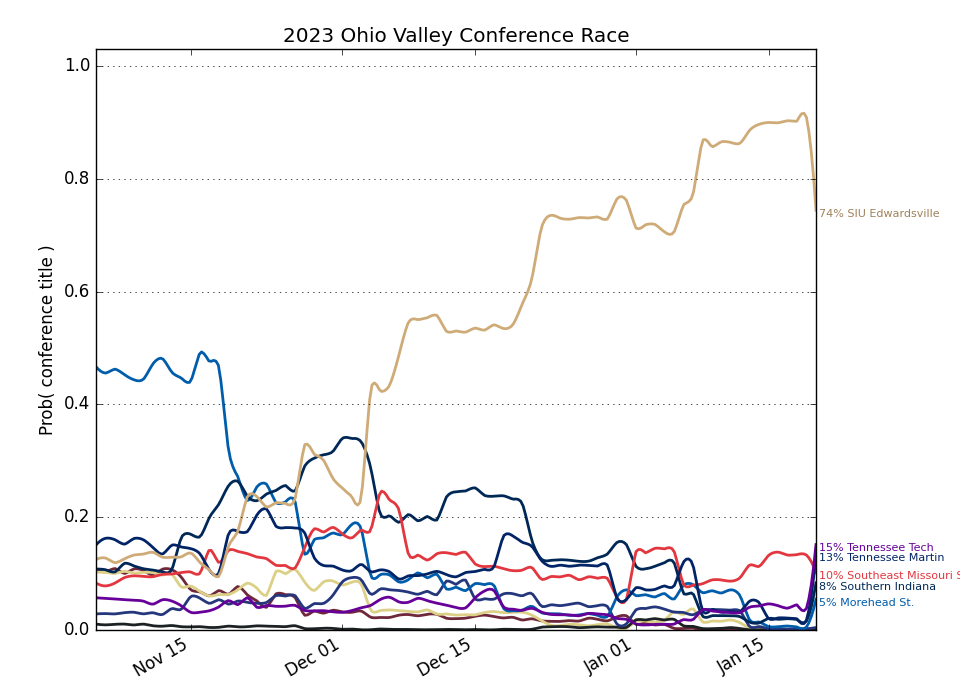 2023 Ohio Valley Conference Race
Prob( conference title )
1.0
0.8
0.6
0.4
0.2
0.0
Nov 15
Dec 01
Dec 15
Jan 01
Jan 15
74% SIU Edwardsville
15% Tennessee Tech
13% Tennessee Martin
10% Southeast Missouri S
8% Southern Indiana
5% Morehead St.